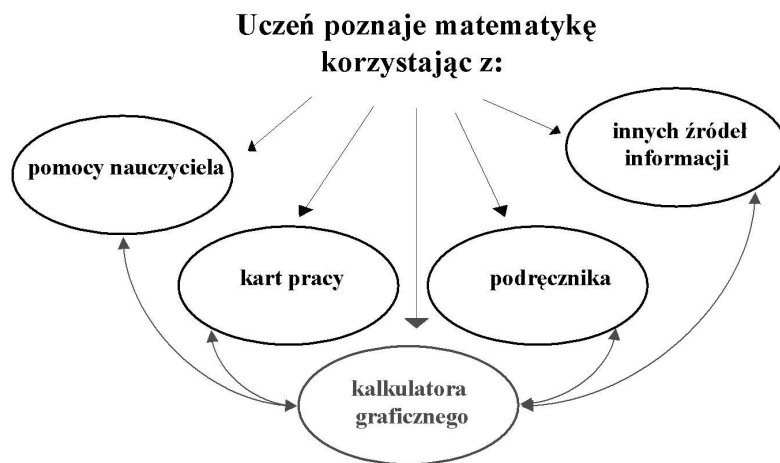 Uczeń poznaje matematykę
korzystając z:
pomocy nauczyciela
innych źródeł
informacji
kart pracy
podręcznika
kalkulatora
graficznego